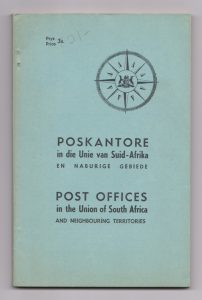 Prys
Price 3s.
POSKANTORE
in die Unie van Suid-Afrika
EN NABURIGE GEBIEDE
POST OFFICES
in the Union of South Africa
AND NEIGHBOURING TERRITORIES